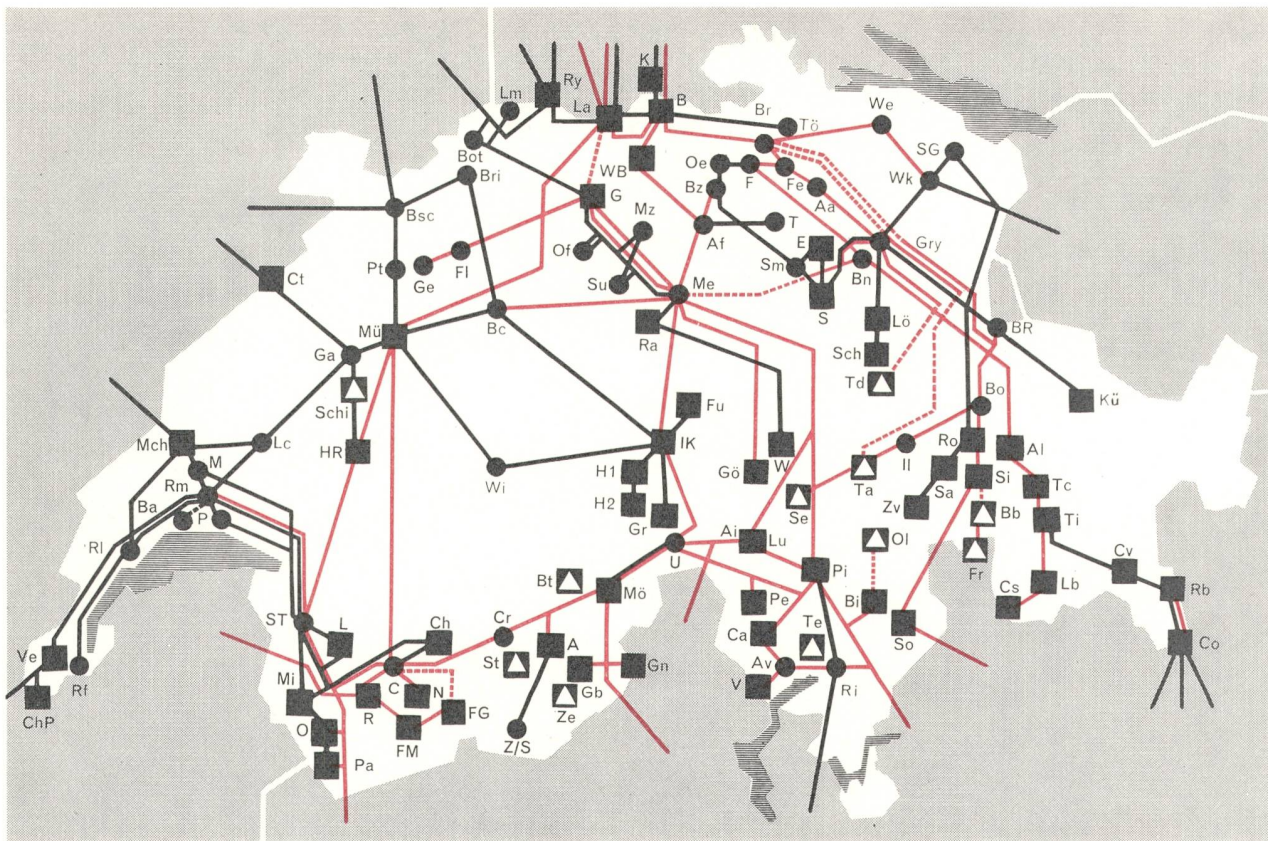 K
Ry
Lm
La
B
Br
Tö
We
SG
Bot
WB
Oe
F
Fe
Wk
Bri
Bz
Aa
G
Mz
Bsc
Af
T
Gry
Of
E
Fl
Sm
Bn
Pt
Ge
Ct
Su
Me
S
Bc
Mü
Ra
Lö
BR
Ga
Sch
Td
Schi
Fu
Bo
Kü
Mch
Lc
HR
IK
W
Il
Ro
Al
M
Wi
H1
Gö
Ta
Sa
Si
Tc
Rm
H2
Se
Zv
Bb
Ba
P
Gr
Ti
Rl
Ai
Lu
Ol
Fr
U
Pi
Cv
Bt
Mö
Pe
Bi
Cs
Lb
Rb
ST
Cr
Ca
Te
So
L
Ch
A
Co
Ve
Rf
St
Av
Mi
C
N
Gb
Gn
V
Ri
ChP
R
FG
Ze
O
FM
Z/S
Pa